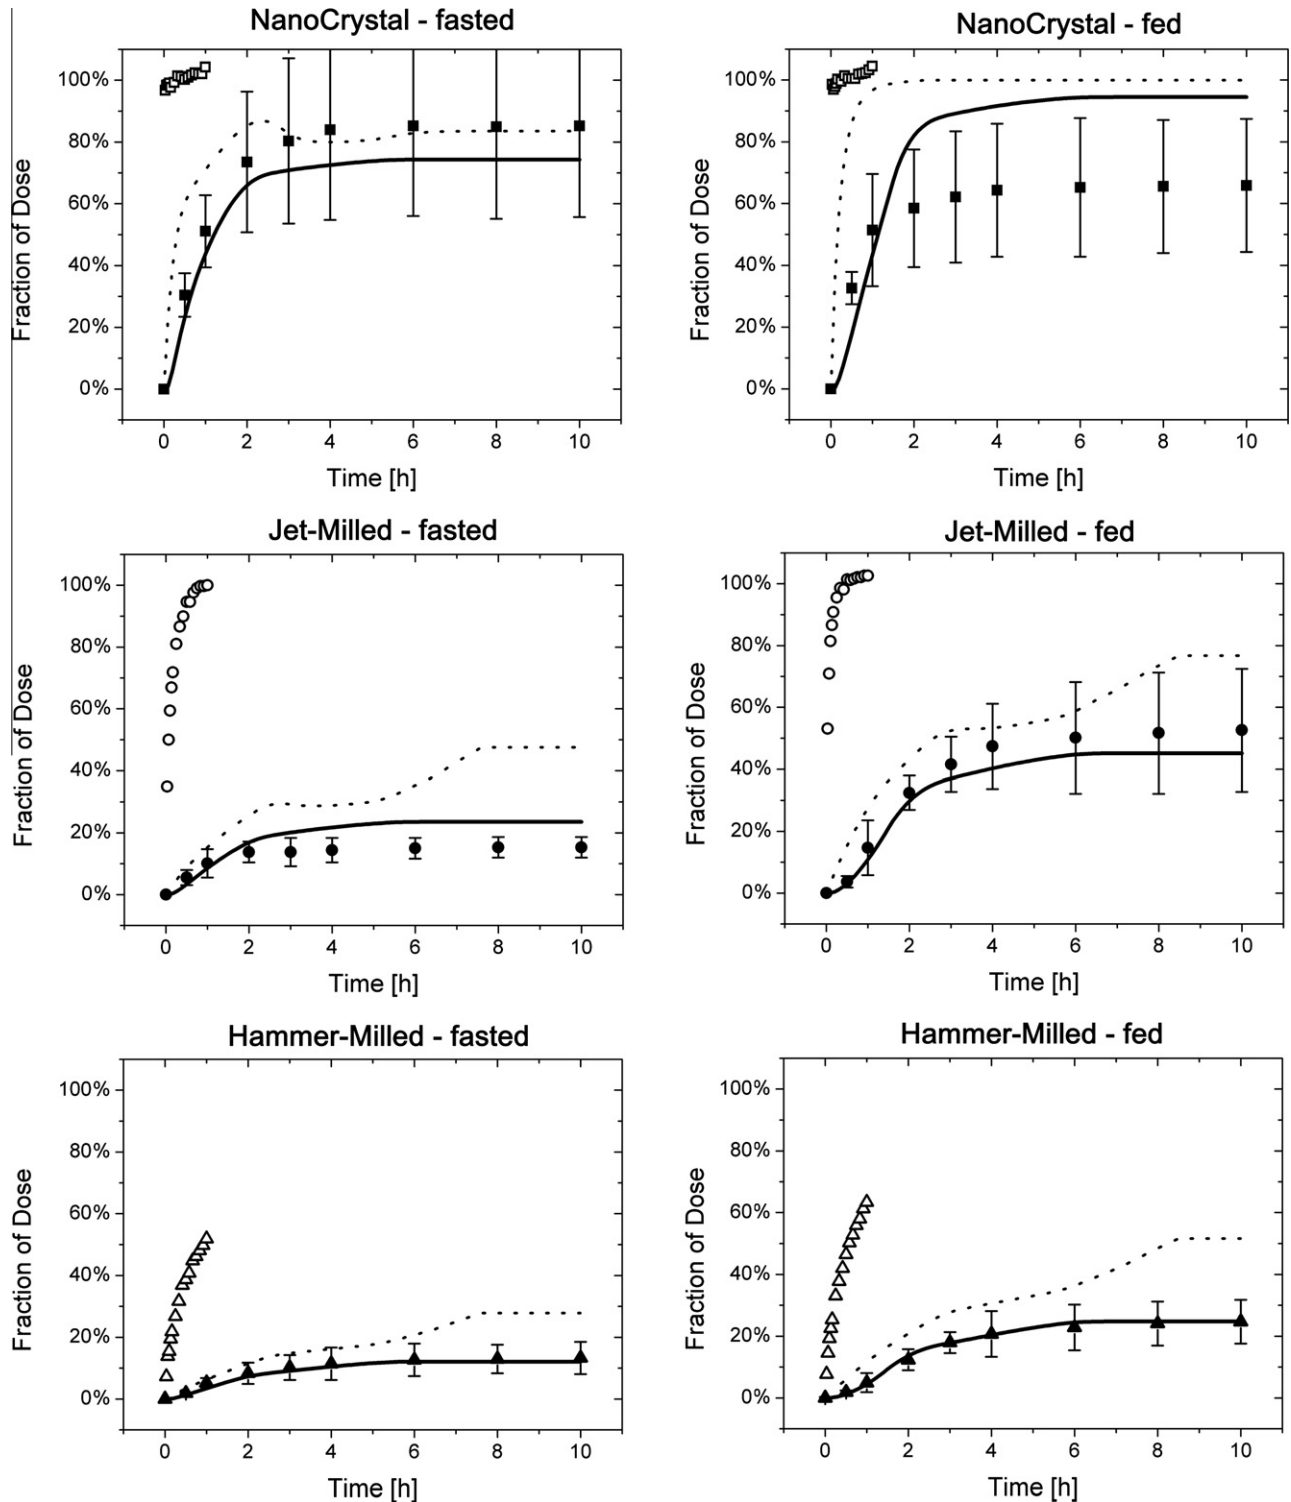 NanoCrystal - fasted
100%
80%
60%
40%
20%
0%
Fraction of Dose
0 2 4 6 8 10
Time [h]
NanoCrystal - fed
100%
80%
60%
40%
20%
0%
Fraction of Dose
0 2 4 6 8 10
Time [h]
Jet-Milled - fasted
100%
80%
60%
40%
20%
0%
Fraction of Dose
0 2 4 6 8 10
Time [h]
Jet-Milled - fed
100%
80%
60%
40%
20%
0%
Fraction of Dose
0 2 4 6 8 10
Time [h]
Hammer-Milled - fasted
100%
80%
60%
40%
20%
0%
Fraction of Dose
0 2 4 6 8 10
Time [h]
Hammer-Milled - fed
100%
80%
60%
40%
20%
0%
Fraction of Dose
0 2 4 6 8 10
Time [h]